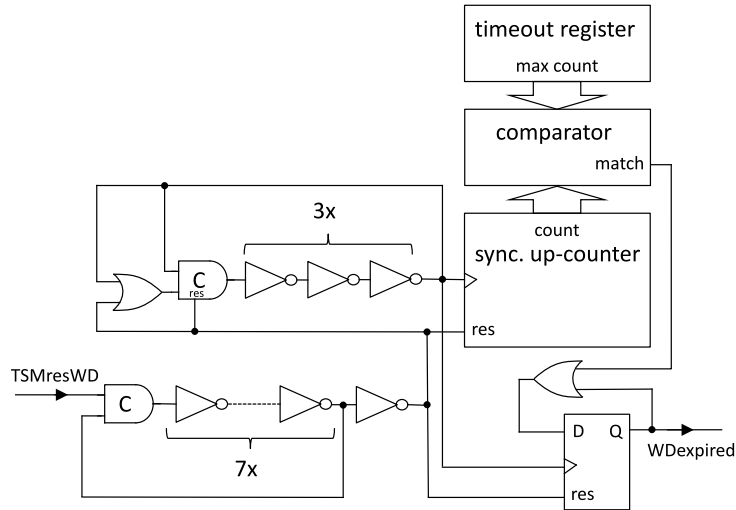 timeout register
max count
comparator
match
3x
count
sync. up-counter
C
res
res
TSMresWD
C
7x
D Q
WDexpired
res